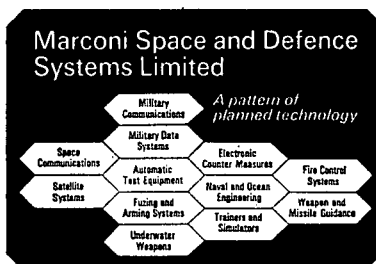 Marconi Space and Defence
Systems Limited
A pattern of
planned technology
Military
Communications
Military Data
Systems
Space
Communications
Electronic
Counter Measures
Automatic
Test Equipment
Fire Control
Systems
Satellite
Systems
Naval and Ocean
Engineering
Fuzing and
Arming Systems
Weapon and
Missile Guidance
Trainers and
Simulators
Underwater
Weapons